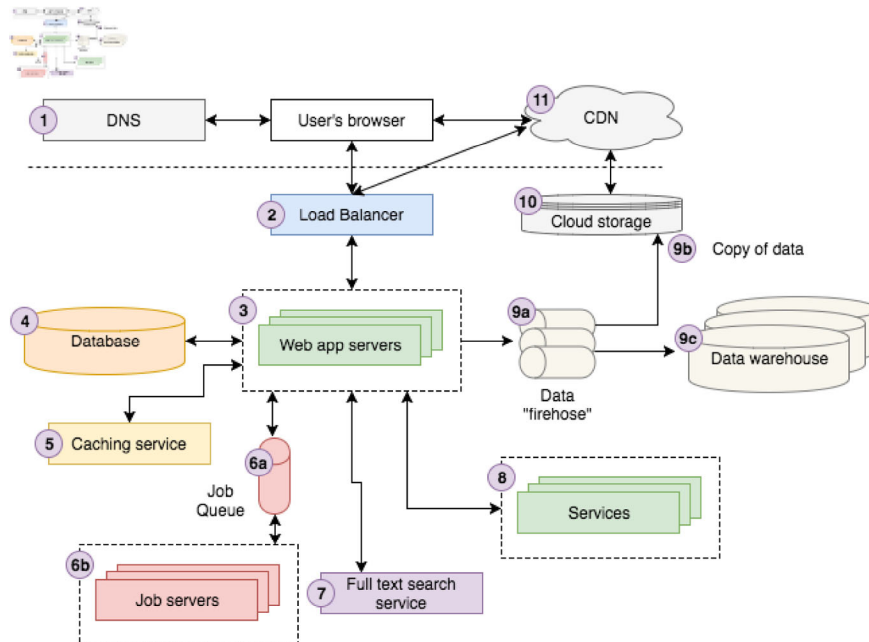 1
DNS
User's browser
11
CDN
2
Load Balancer
10
Cloud storage
9b
Copy of data
3
Web app servers
4
Database
9a
Data
"firehose"
9c
Data warehouse
5
Caching service
6a
Job
Queue
8
Services
6b
Job servers
7
Full text search
service